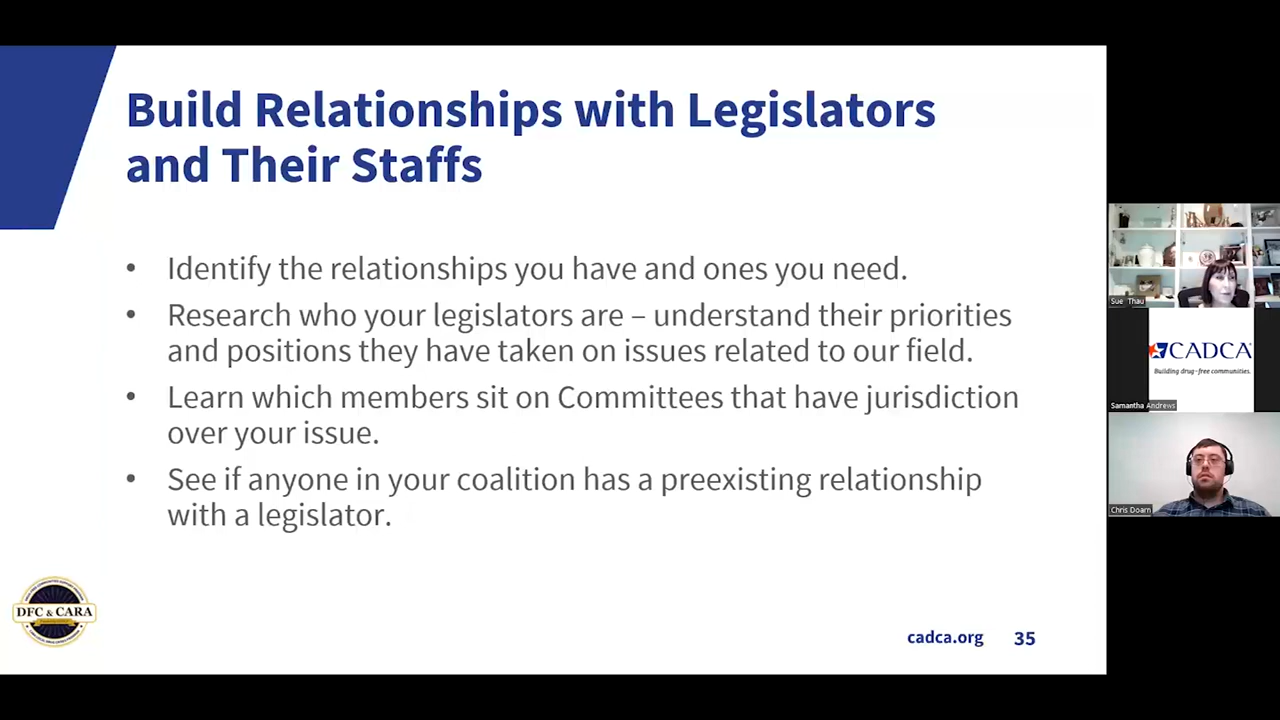 Build Relationships with Legislators
and Their Staffs
• Identify the relationships you have and ones you need.
• Research who your legislators are – understand their priorities
and positions they have taken on issues related to our field.
• Learn which members sit on Committees that have jurisdiction
over your issue.
• See if anyone in your coalition has a preexisting relationship
with a legislator.
DFC & CARA
cadca.org 35
Sue Thau
CADCA
Building drug-free communities.
Samantha Andrews
Chris Doarn